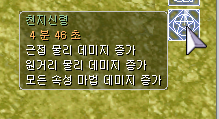 천지신령
4 분 46 초
근접 물리 데미지 증가
원거리 물리 데미지 증가
모든 속성 마법 데미지 증가